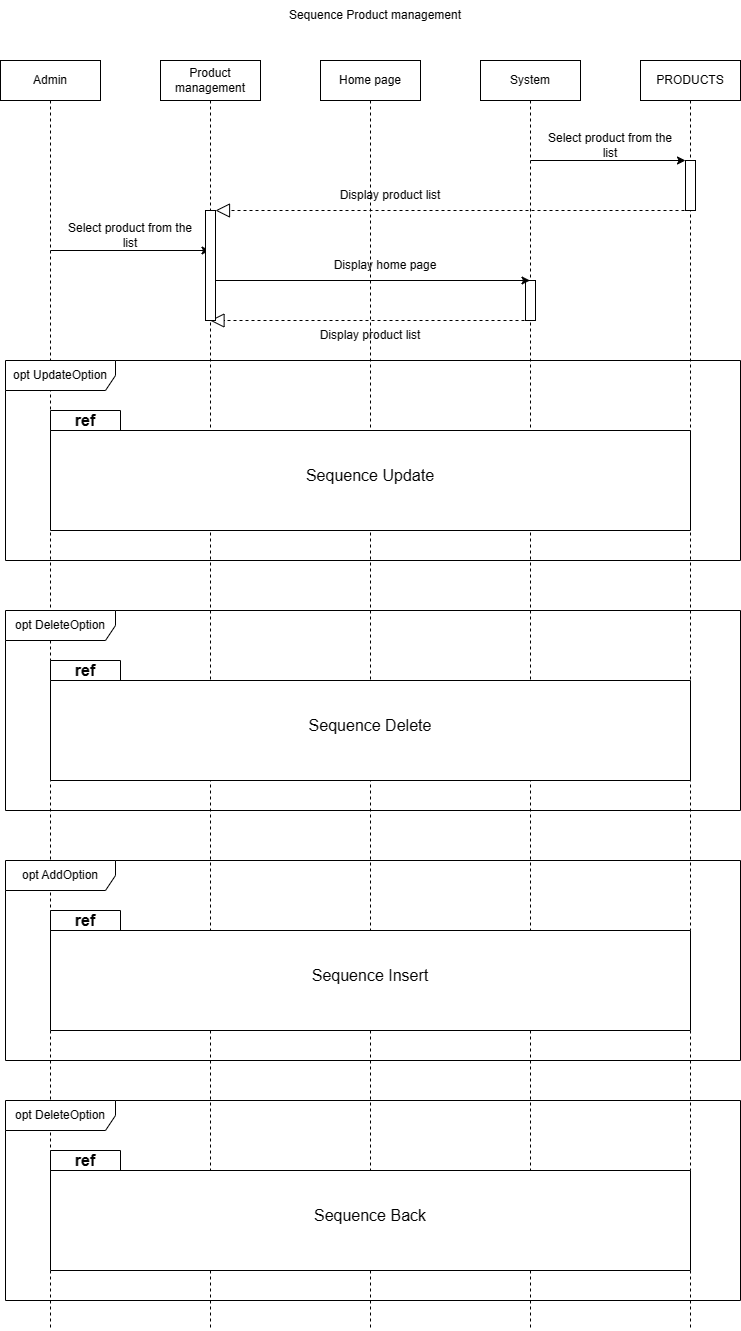 Sequence Product management
Admin
Product
management
Home page
System
PRODUCTS
Select product from the
list
Display product list
Select product from the
list
Display home page
Display product list
opt UpdateOption
ref
Sequence Update
opt DeleteOption
ref
Sequence Delete
opt AddOption
ref
Sequence Insert
opt DeleteOption
ref
Sequence Back